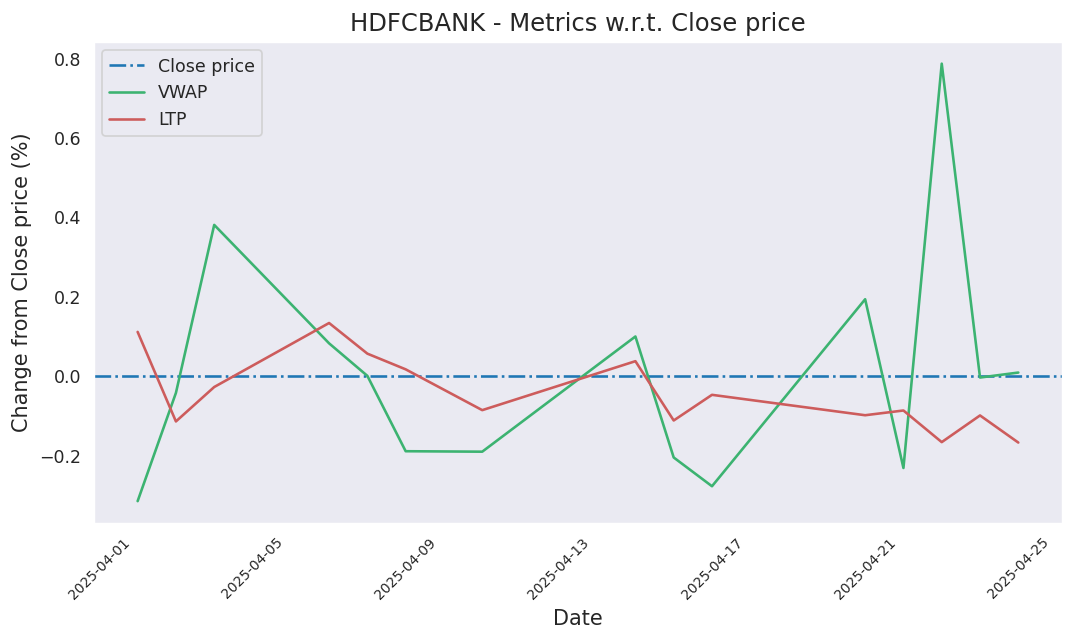 HDFCBANK - Metrics w.r.t. Close price
Close price
VWAP
LTP
Change from Close price (%)
0.8
0.6
0.4
0.2
0.0
−0.2
2025-04-01
2025-04-05
2025-04-09
2025-04-13
2025-04-17
2025-04-21
2025-04-25
Date